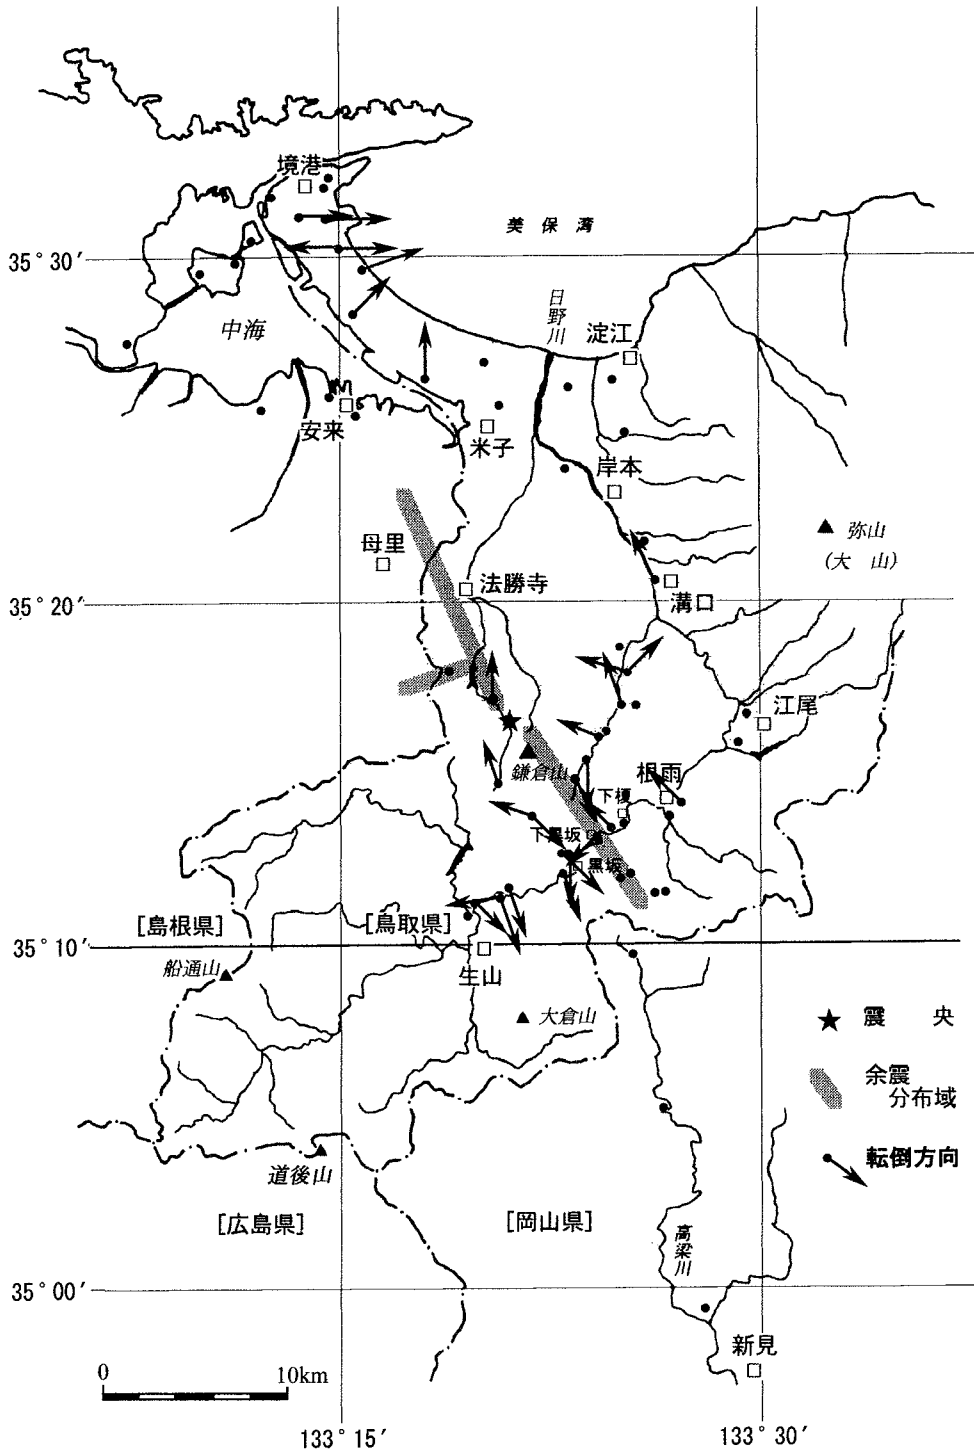 境港
美保湾
35°30′
日野川
淀江
中海
安来
米子
岸本
母里
弥山
(大山)
法勝寺
35°20′
溝口
江尾
鎌倉山
根雨
下榎
下黒坂
黒坂
[島根県]
[鳥取県]
35°10′
船通山
生山
大倉山
震央
余震
分布域
転倒方向
道後山
[広島県]
[岡山県]
高梁川
35°00′
新見
0
10km
133°15′
133°30′